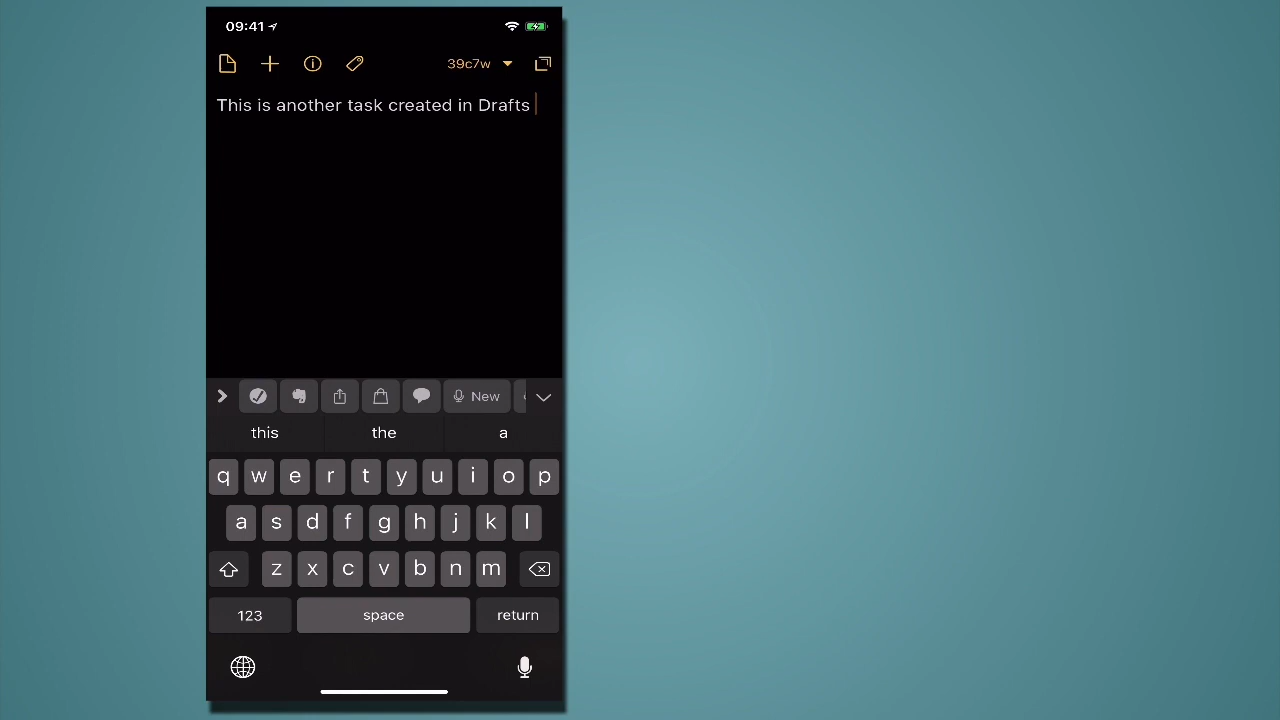 09:41
39c7w
This is another task created in Drafts
New
this the a
q w e r t y u i o p
a s d f g h j k l
z x c v b n m
123 space return